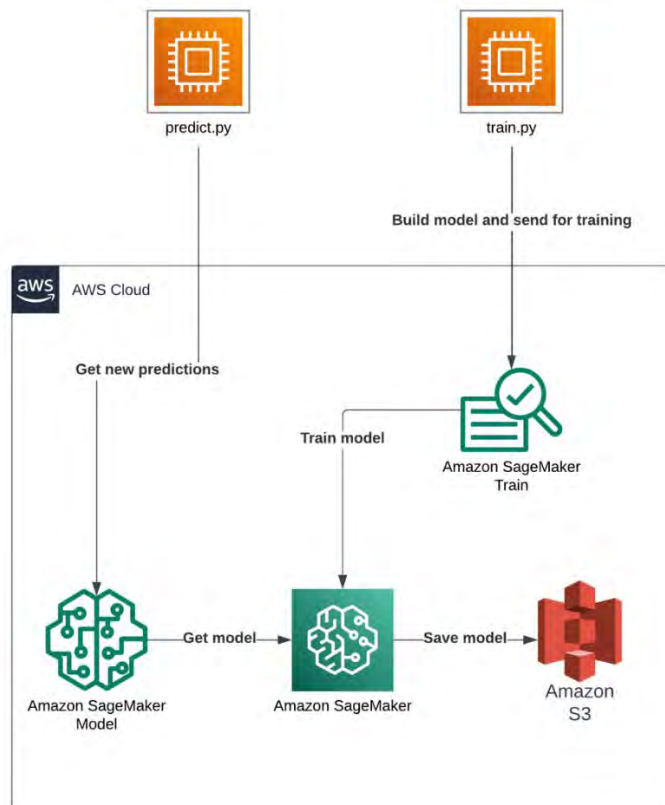 predict.py
train.py
Build model and send for training
aws
AWS Cloud
Get new predictions
Train model
Amazon SageMaker
Train
Get model
Save model
Amazon SageMaker
Model
Amazon SageMaker
Amazon
S3